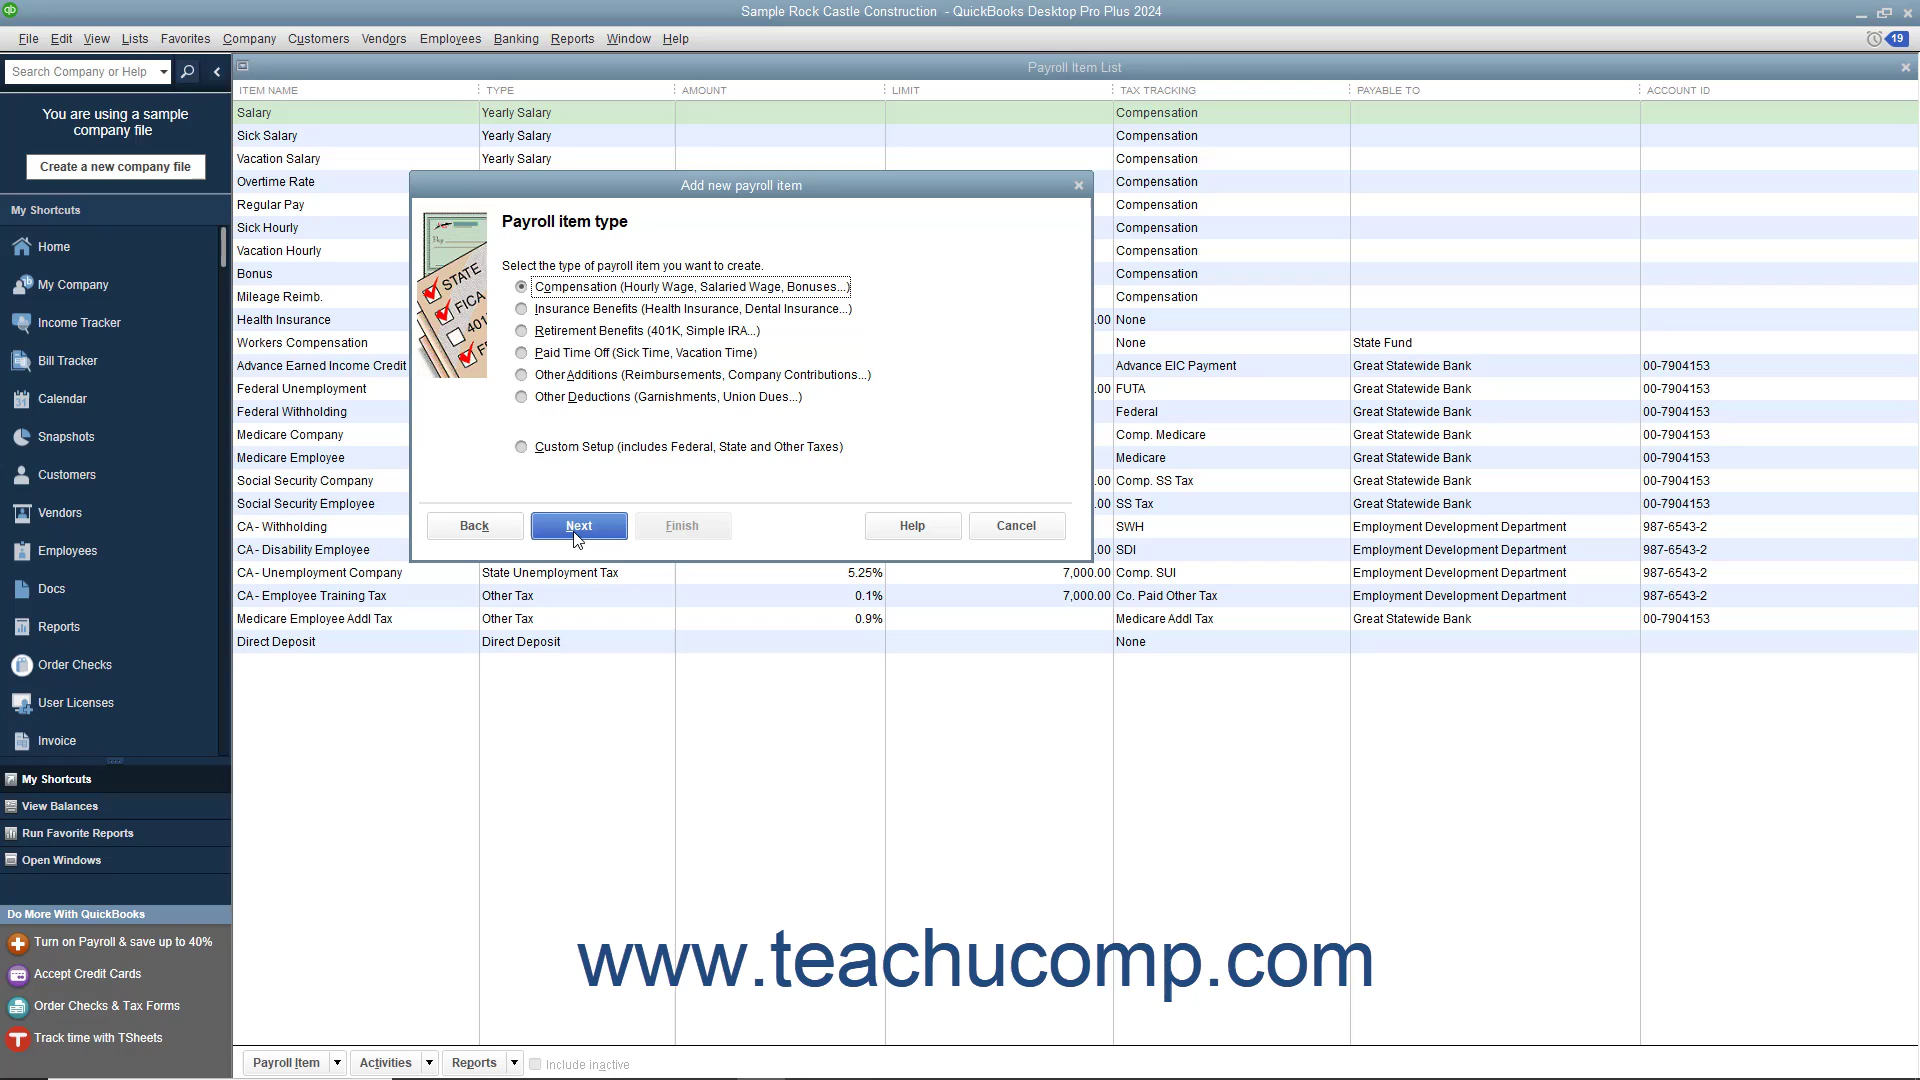 Sample Rock Castle Construction - QuickBooks Desktop Pro Plus 2024
File Edit View Lists Favorites Company Customers Vendors Employees Banking Reports Window Help
19
Search Company or Help
Payroll Item List
You are using a sample
company file
Create a new company file
My Shortcuts
Home
My Company
Income Tracker
Bill Tracker
Calendar
Snapshots
Customers
Vendors
Employees
Docs
Reports
Order Checks
User Licenses
Invoice
My Shortcuts
View Balances
Run Favorite Reports
Open Windows
Do More With QuickBooks
Turn on Payroll & save up to 40%
Accept Credit Cards
Order Checks & Tax Forms
Track time with TSheets
ITEM NAME TYPE AMOUNT LIMIT TAX TRACKING PAYABLE TO ACCOUNT ID
Salary Yearly Salary Compensation
Sick Salary Yearly Salary Compensation
Vacation Salary Yearly Salary Compensation
Overtime Rate Compensation
Regular Pay Compensation
Sick Hourly Compensation
Vacation Hourly Compensation
Bonus Compensation
Mileage Reimb. Compensation
Health Insurance .00 None
Workers Compensation None State Fund
Advance Earned Income Credit Advance EIC Payment Great Statewide Bank 00-7904153
Federal Unemployment .00 FUTA Great Statewide Bank 00-7904153
Federal Withholding Federal Great Statewide Bank 00-7904153
Medicare Company Comp. Medicare Great Statewide Bank 00-7904153
Medicare Employee Medicare Great Statewide Bank 00-7904153
Social Security Company .00 Comp. SS Tax Great Statewide Bank 00-7904153
Social Security Employee .00 SS Tax Great Statewide Bank 00-7904153
CA - Withholding SWH Employment Development Department 987-6543-2
CA - Disability Employee .00 SDI Employment Development Department 987-6543-2
CA - Unemployment Company State Unemployment Tax 5.25% 7,000.00 Comp. SUI Employment Development Department 987-6543-2
CA - Employee Training Tax Other Tax 0.1% 7,000.00 Co. Paid Other Tax Employment Development Department 987-6543-2
Medicare Employee Addl Tax Other Tax 0.9% Medicare Addl Tax Great Statewide Bank 00-7904153
Direct Deposit Direct Deposit None
Add new payroll item
STATE
FICA
401
Payroll item type
Select the type of payroll item you want to create.
Compensation (Hourly Wage, Salaried Wage, Bonuses...)
Insurance Benefits (Health Insurance, Dental Insurance...)
Retirement Benefits (401K, Simple IRA...)
Paid Time Off (Sick Time, Vacation Time)
Other Additions (Reimbursements, Company Contributions...)
Other Deductions (Garnishments, Union Dues...)
Custom Setup (includes Federal, State and Other Taxes)
Back Next Finish Help Cancel
www.teachucomp.com
Payroll Item Activities Reports Include inactive